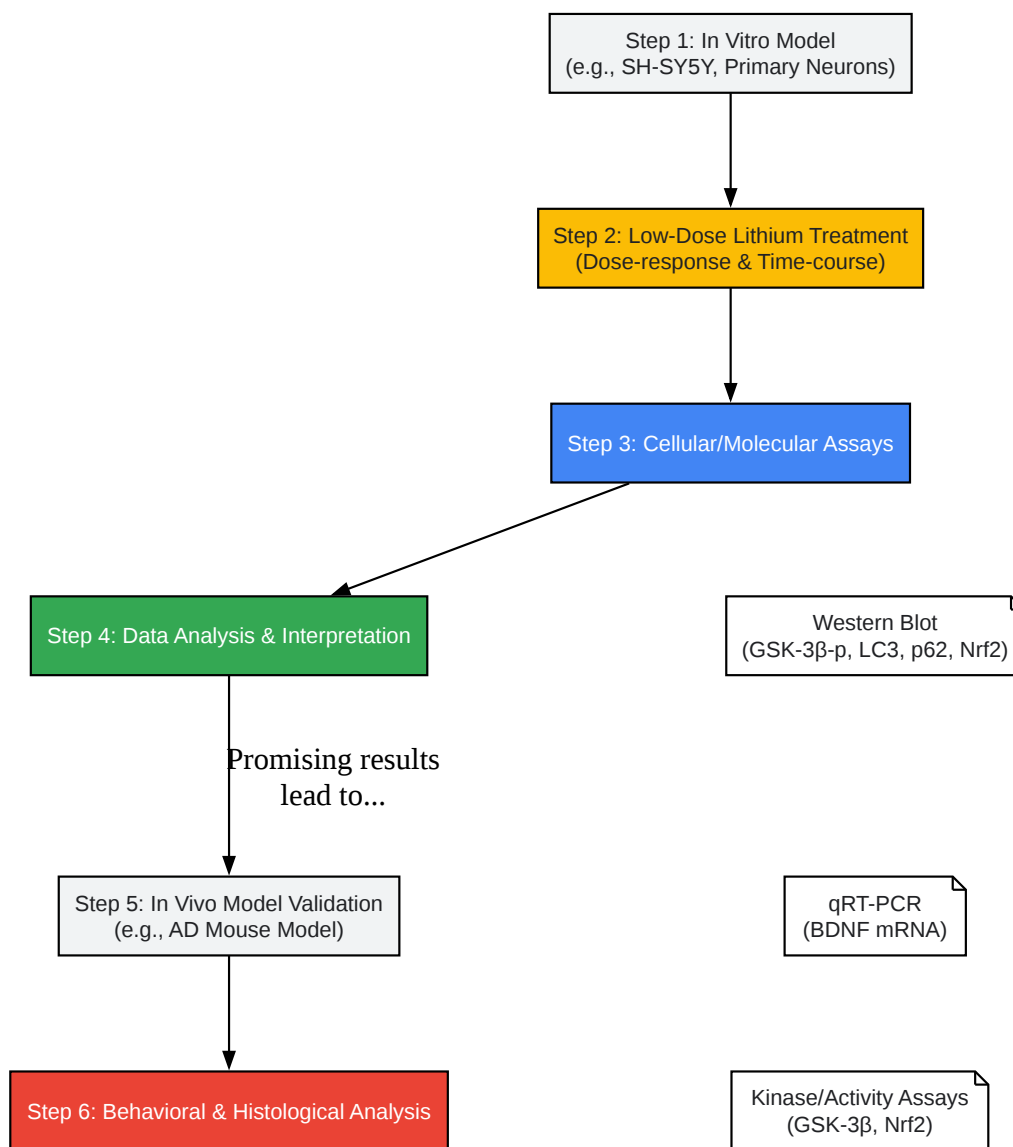 Step 1: In Vitro Model
(e.g., SH-SY5Y, Primary Neurons)
Step 2: Low-Dose Lithium Treatment
(Dose-response & Time-course)
Step 3: Cellular/Molecular Assays
Step 4: Data Analysis & Interpretation
Western Blot
(GSK-3β-p, LC3, p62, Nrf2)
Promising results
lead to...
Step 5: In Vivo Model Validation
(e.g., AD Mouse Model)
qRT-PCR
(BDNF mRNA)
Step 6: Behavioral & Histological Analysis
Kinase/Activity Assays
(GSK-3β, Nrf2)